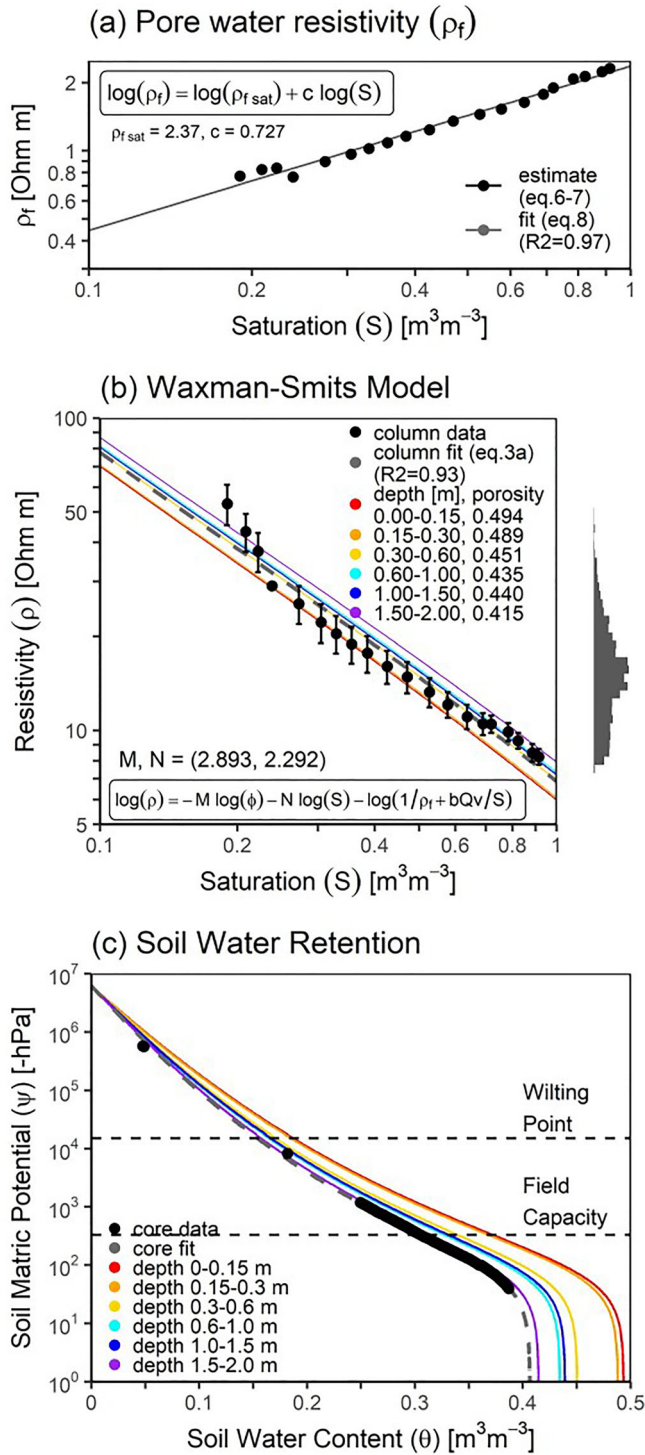 (a) Pore water resistivity (ρf)
log(ρf) = log(ρf sat) + c log(S)
ρf sat = 2.37, c = 0.727
2
1
0.8
0.6
0.4
ρf [Ohm m]
estimate
(eq.6-7)
fit (eq.8)
(R2=0.97)
0.1
0.2
0.4
0.6
0.8
1
Saturation (S) [m³m⁻³]
(b) Waxman-Smits Model
100
50
10
5
Resistivity (ρ) [Ohm m]
column data
column fit (eq.3a)
(R2=0.93)
depth [m], porosity
0.00-0.15, 0.494
0.15-0.30, 0.489
0.30-0.60, 0.451
0.60-1.00, 0.435
1.00-1.50, 0.440
1.50-2.00, 0.415
M, N = (2.893, 2.292)
log(ρ) = −M log(ϕ) − N log(S) − log(1/ρf + bQv/S)
0.1
0.2
0.4
0.6
0.8
1
Saturation (S) [m³m⁻³]
(c) Soil Water Retention
10⁷
10⁶
10⁵
10⁴
10³
10²
10¹
10⁰
Soil Matric Potential (ψ) [-hPa]
Wilting
Point
Field
Capacity
core data
core fit
depth 0-0.15 m
depth 0.15-0.3 m
depth 0.3-0.6 m
depth 0.6-1.0 m
depth 1.0-1.5 m
depth 1.5-2.0 m
0
0.1
0.2
0.3
0.4
0.5
Soil Water Content (θ) [m³m⁻³]